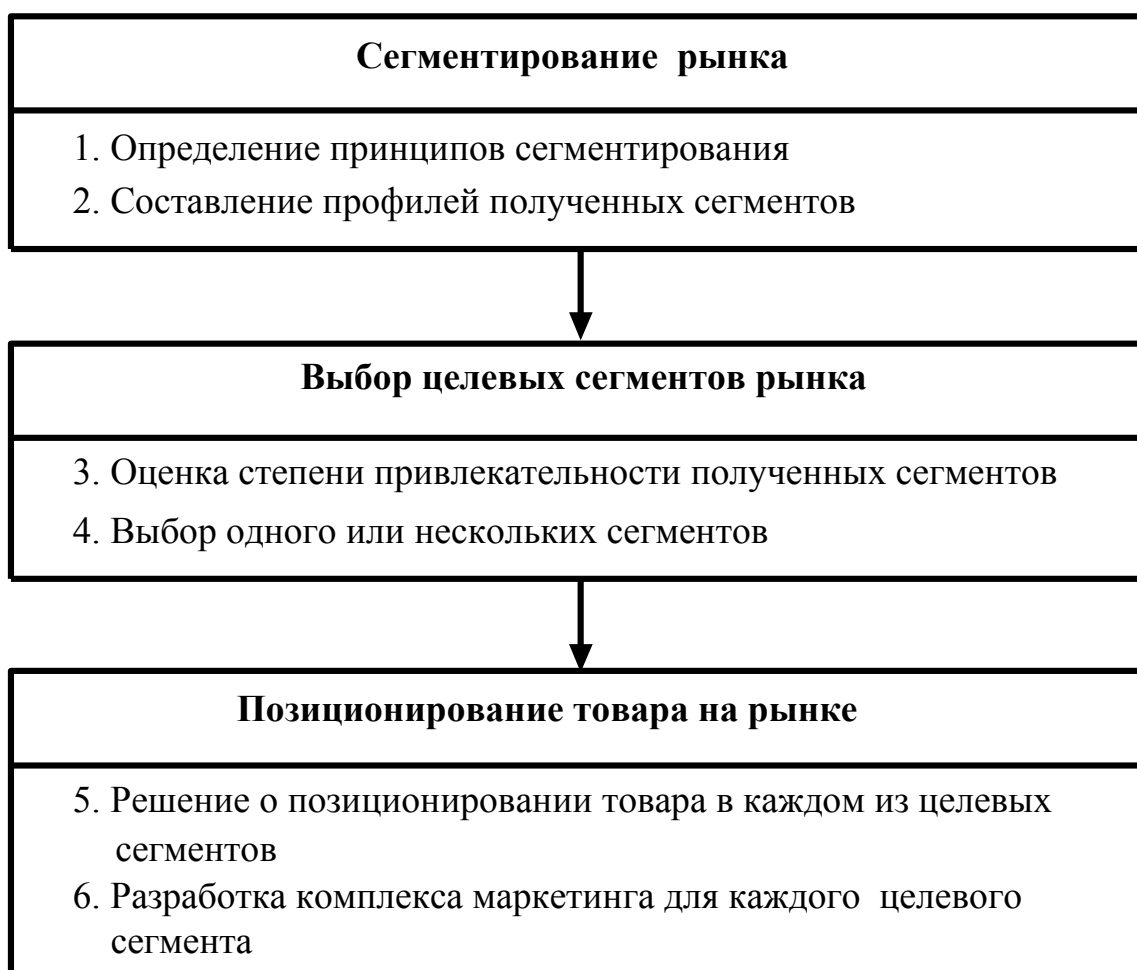 Сегментирование рынка
1. Определение принципов сегментирования
2. Составление профилей полученных сегментов
Выбор целевых сегментов рынка
3. Оценка степени привлекательности полученных сегментов
4. Выбор одного или нескольких сегментов
Позиционирование товара на рынке
5. Решение о позиционировании товара в каждом из целевых
сегментов
6. Разработка комплекса маркетинга для каждого целевого
сегмента